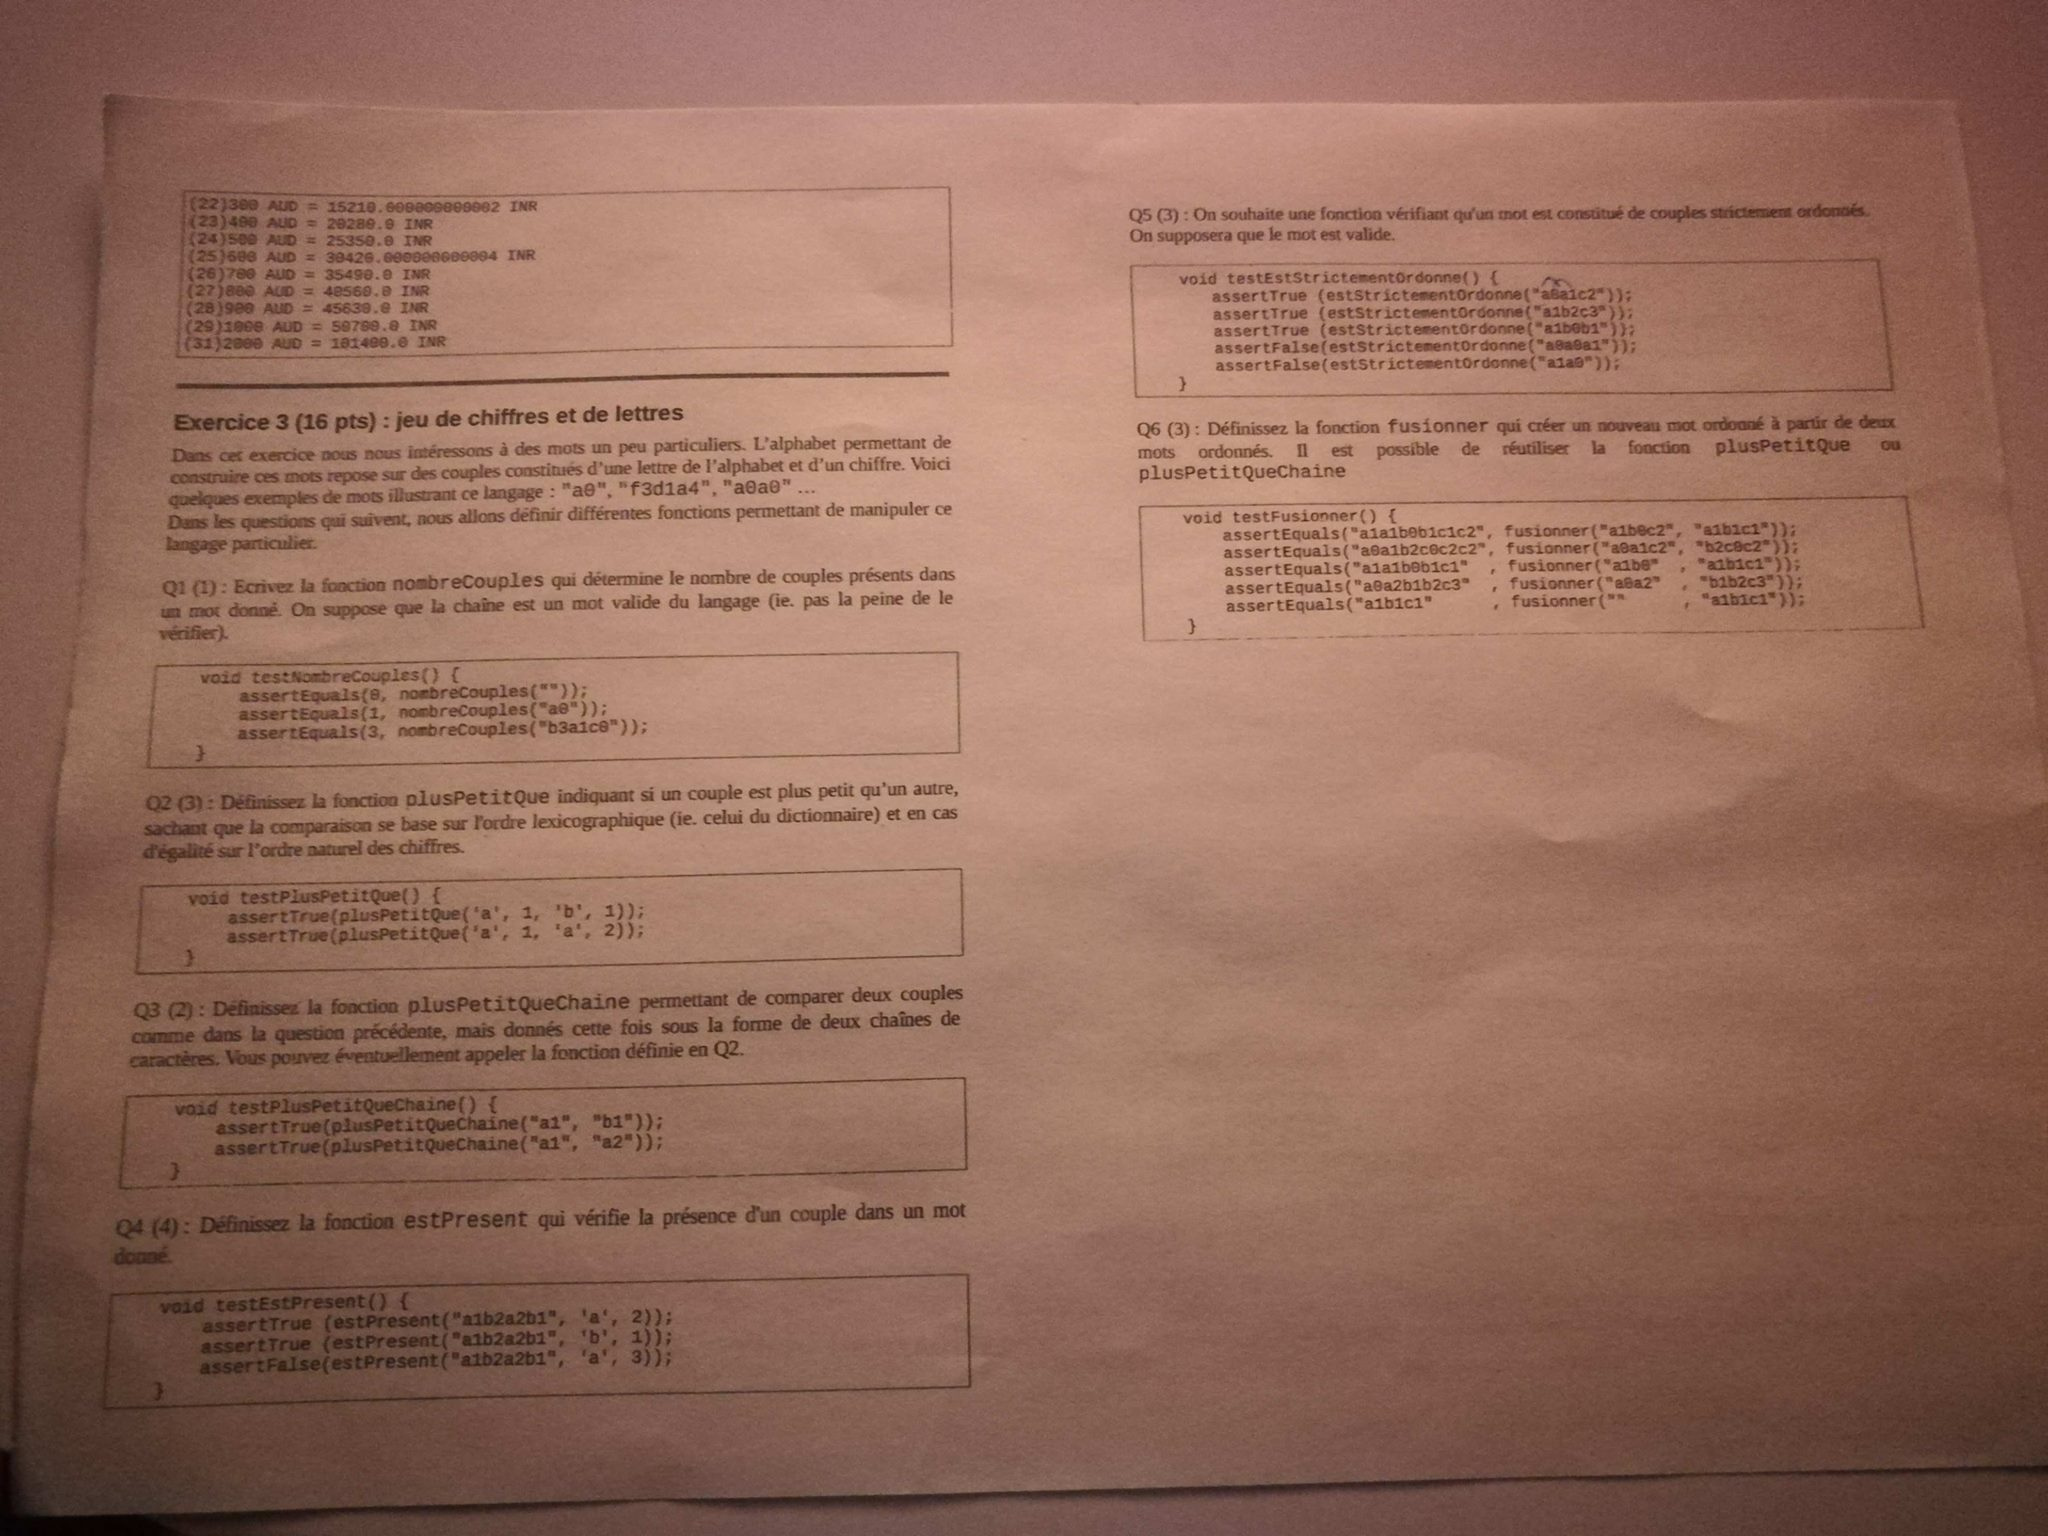 (22)300 AUD = 15210.000000000002 INR
(23)400 AUD = 20280.0 INR
(24)500 AUD = 25350.0 INR
(25)600 AUD = 30420.000000000004 INR
(26)700 AUD = 35490.0 INR
(27)800 AUD = 40560.0 INR
(28)900 AUD = 45630.0 INR
(29)1000 AUD = 50700.0 INR
(31)2000 AUD = 101400.0 INR
Exercice 3 (16 pts) : jeu de chiffres et de lettres
Dans cet exercice nous nous intéressons à des mots un peu particuliers. L'alphabet permettant de
construire ces mots repose sur des couples constitués d'une lettre de l'alphabet et d'un chiffre. Voici
quelques exemples de mots illustrant ce langage : "a0", "f3d1a4", "a0a0" ...
Dans les questions qui suivent, nous allons définir différentes fonctions permettant de manipuler ce
langage particulier.
Q1 (1) : Ecrivez la fonction nombreCouples qui détermine le nombre de couples présents dans
un mot donné. On suppose que la chaîne est un mot valide du langage (ie. pas la peine de le
vérifier).
void testNombreCouples() {
assertEquals(0, nombreCouples(""));
assertEquals(1, nombreCouples("a0"));
assertEquals(3, nombreCouples("b3a1c0"));
}
Q2 (3) : Définissez la fonction plusPetitQue indiquant si un couple est plus petit qu'un autre,
sachant que la comparaison se base sur l'ordre lexicographique (ie. celui du dictionnaire) et en cas
d'égalité sur l'ordre naturel des chiffres.
void testPlusPetitQue() {
assertTrue(plusPetitQue('a', 1, 'b', 1));
assertTrue(plusPetitQue('a', 1, 'a', 2));
}
Q3 (2) : Définissez la fonction plusPetitQueChaine permettant de comparer deux couples
comme dans la question précédente, mais donnés cette fois sous la forme de deux chaînes de
caractères. Vous pouvez éventuellement appeler la fonction définie en Q2.
void testPlusPetitQueChaine() {
assertTrue(plusPetitQueChaine("a1", "b1"));
assertTrue(plusPetitQueChaine("a1", "a2"));
}
Q4 (4) : Définissez la fonction estPresent qui vérifie la présence d'un couple dans un mot
donné.
void testEstPresent() {
assertTrue (estPresent("a1b2a2b1", 'a', 2));
assertTrue (estPresent("a1b2a2b1", 'b', 1));
assertFalse(estPresent("a1b2a2b1", 'a', 3));
}
Q5 (3) : On souhaite une fonction vérifiant qu'un mot est constitué de couples strictement ordonnés.
On supposera que le mot est valide.
void testEstStrictementOrdonne() {
assertTrue (estStrictementOrdonne("a0a1c2"));
assertTrue (estStrictementOrdonne("a1b2c3"));
assertTrue (estStrictementOrdonne("a1b0b1"));
assertFalse(estStrictementOrdonne("a0a0a1"));
assertFalse(estStrictementOrdonne("a1a0"));
}
Q6 (3) : Définissez la fonction fusionner qui créer un nouveau mot ordonné à partir de deux
mots ordonnés. Il est possible de réutiliser la fonction plusPetitQue ou
plusPetitQueChaine
void testFusionner() {
assertEquals("a1a1b0b1c1c2", fusionner("a1b0c2", "a1b1c1"));
assertEquals("a0a1b2c0c2c2", fusionner("a0a1c2", "b2c0c2"));
assertEquals("a1a1b0b1c1" , fusionner("a1b0" , "a1b1c1"));
assertEquals("a0a2b1b2c3" , fusionner("a0a2" , "b1b2c3"));
assertEquals("a1b1c1" , fusionner("" , "a1b1c1"));
}